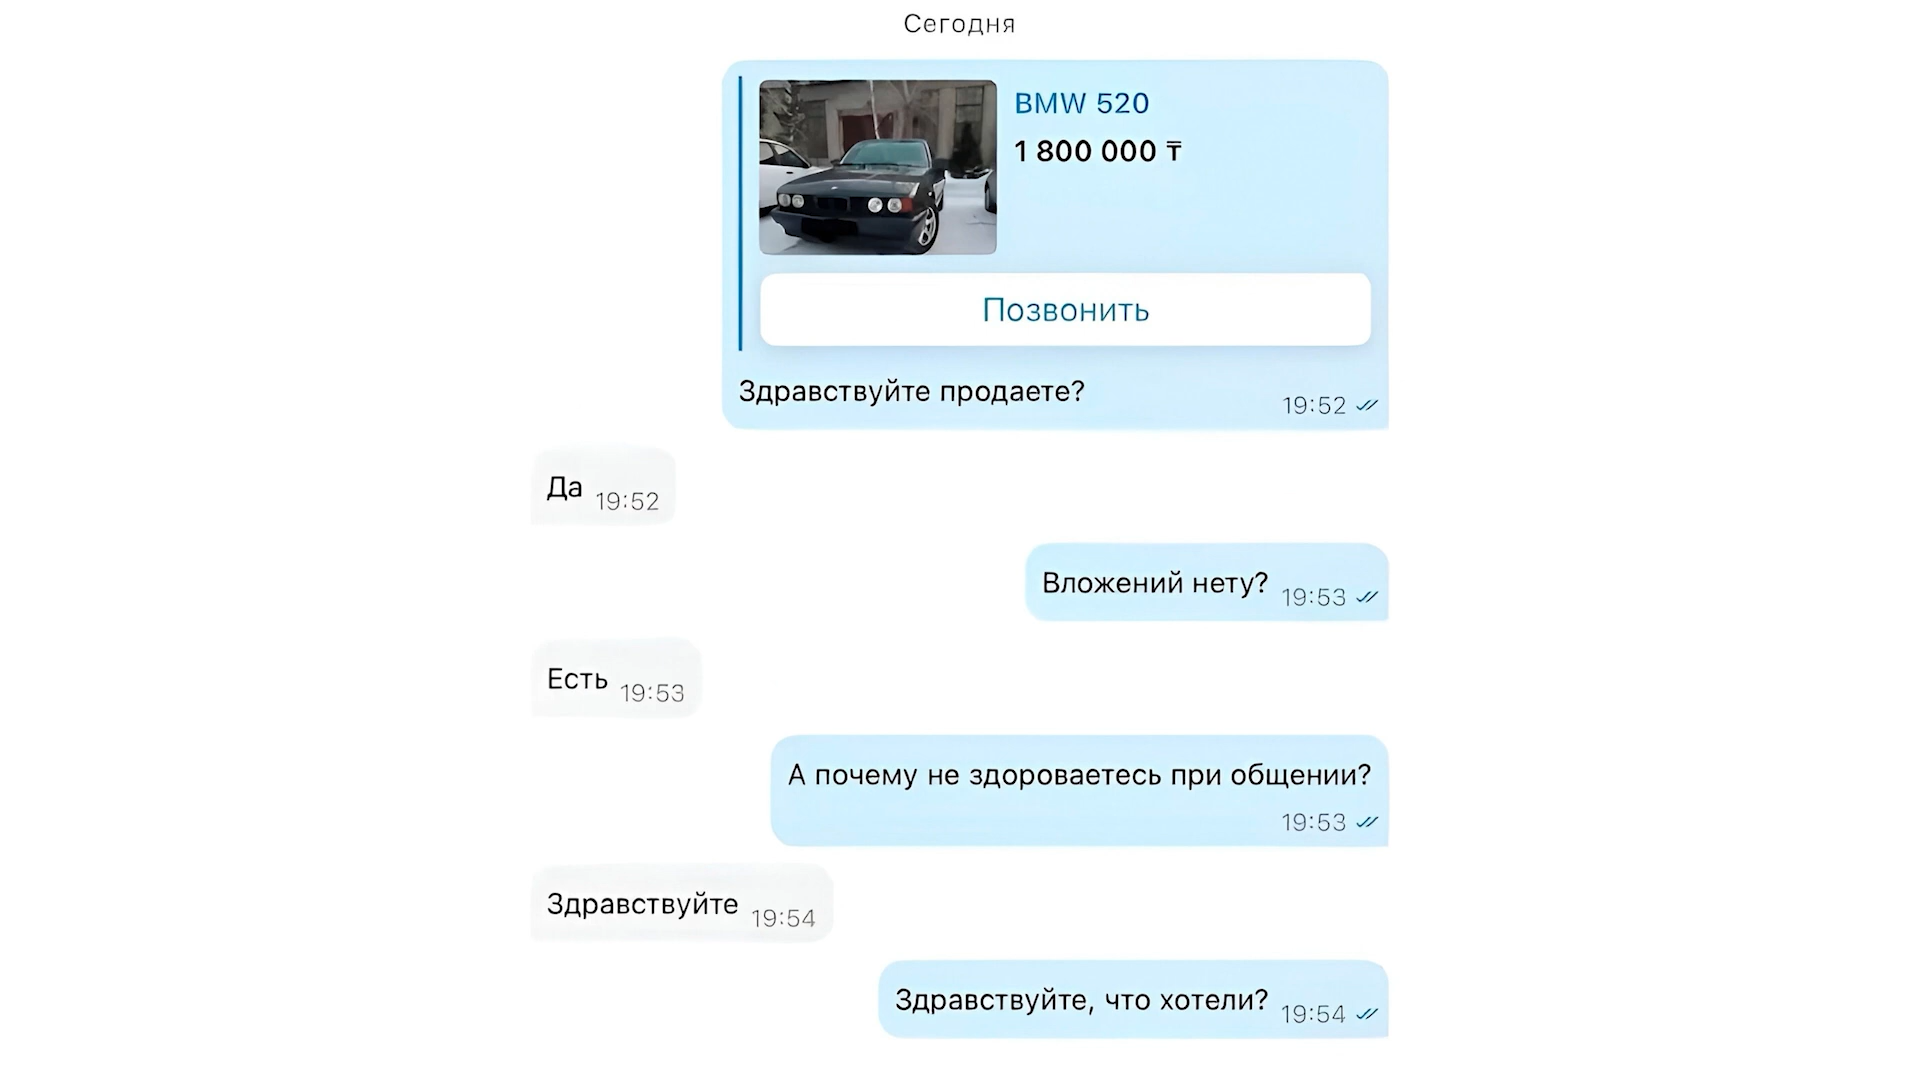 Сегодня
BMW 520
1 800 000 ₸
Позвонить
Здравствуйте продаете?
19:52
Да 19:52
Вложений нету? 19:53
Есть 19:53
А почему не здороваетесь при общении?
19:53
Здравствуйте 19:54
Здравствуйте, что хотели? 19:54